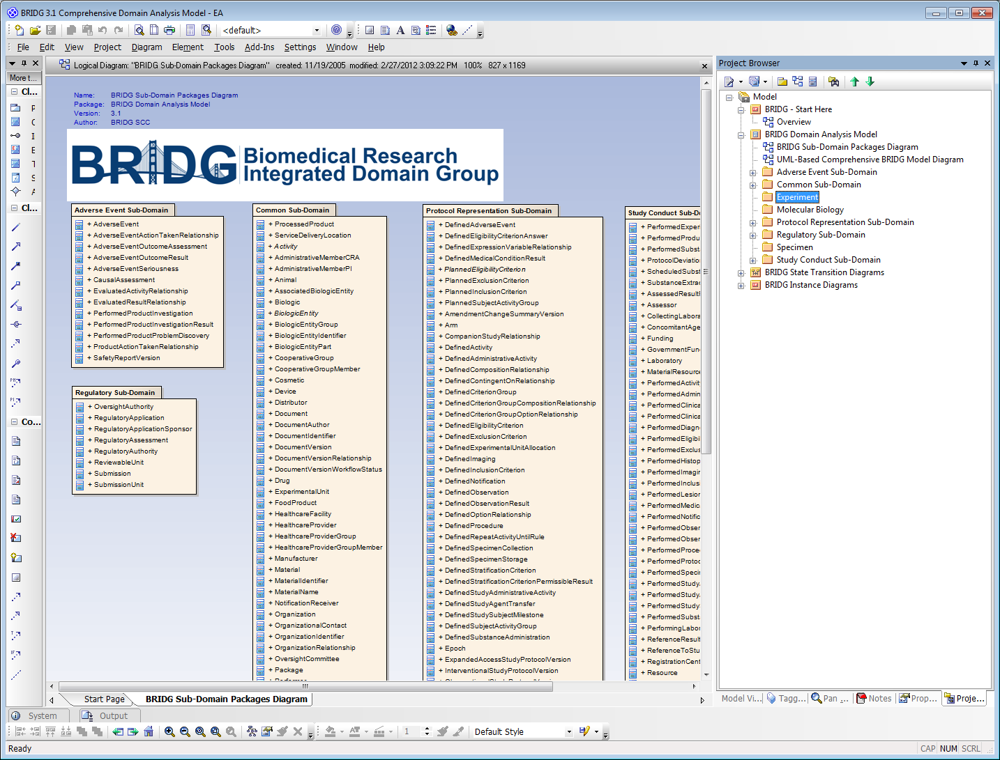 BRIDG 3.1 Comprehensive Domain Analysis Model - EA
<default>
File Edit View Project Diagram Element Tools Add-Ins Settings Window Help
More t...
Cl...
P
C
I
E
T
S
A
Cl...
Co...
Logical Diagram: "BRIDG Sub-Domain Packages Diagram" created: 11/19/2005 modified: 2/27/2012 3:09:22 PM 100% 827 x 1169
Name: BRIDG Sub-Domain Packages Diagram
Package: BRIDG Domain Analysis Model
Version: 3.1
Author: BRIDG SCC
BRIDG
Biomedical Research
Integrated Domain Group
Adverse Event Sub-Domain
+ AdverseEvent
+ AdverseEventActionTakenRelationship
+ AdverseEventOutcomeAssessment
+ AdverseEventOutcomeResult
+ AdverseEventSeriousness
+ CausalAssessment
+ EvaluatedActivityRelationship
+ EvaluatedResultRelationship
+ PerformedProductInvestigation
+ PerformedProductInvestigationResult
+ PerformedProductProblemDiscovery
+ ProductActionTakenRelationship
+ SafetyReportVersion
Regulatory Sub-Domain
+ OversightAuthority
+ RegulatoryApplication
+ RegulatoryApplicationSponsor
+ RegulatoryAssessment
+ RegulatoryAuthority
+ ReviewableUnit
+ Submission
+ SubmissionUnit
Common Sub-Domain
+ ProcessedProduct
+ ServiceDeliveryLocation
+ Activity
+ AdministrativeMemberCRA
+ AdministrativeMemberPI
+ Animal
+ AssociatedBiologicEntity
+ Biologic
+ BiologicEntity
+ BiologicEntityGroup
+ BiologicEntityIdentifier
+ BiologicEntityPart
+ CooperativeGroup
+ CooperativeGroupMember
+ Cosmetic
+ Device
+ Distributor
+ Document
+ DocumentAuthor
+ DocumentIdentifier
+ DocumentVersion
+ DocumentVersionRelationship
+ DocumentVersionWorkflowStatus
+ Drug
+ ExperimentalUnit
+ FoodProduct
+ HealthcareFacility
+ HealthcareProvider
+ HealthcareProviderGroup
+ HealthcareProviderGroupMember
+ Manufacturer
+ Material
+ MaterialIdentifier
+ MaterialName
+ NotificationReceiver
+ Organization
+ OrganizationalContact
+ OrganizationIdentifier
+ OrganizationRelationship
+ OversightCommittee
+ Package
Protocol Representation Sub-Domain
+ DefinedAdverseEvent
+ DefinedEligibilityCriterionAnswer
+ DefinedExpressionVariableRelationship
+ DefinedMedicalConditionResult
+ PlannedEligibilityCriterion
+ PlannedExclusionCriterion
+ PlannedInclusionCriterion
+ PlannedSubjectActivityGroup
+ AmendmentChangeSummaryVersion
+ Arm
+ CompanionStudyRelationship
+ DefinedActivity
+ DefinedAdministrativeActivity
+ DefinedCompositionRelationship
+ DefinedContingentOnRelationship
+ DefinedCriterionGroup
+ DefinedCriterionGroupCompositionRelationship
+ DefinedCriterionGroupOptionRelationship
+ DefinedEligibilityCriterion
+ DefinedExclusionCriterion
+ DefinedExperimentalUnitAllocation
+ DefinedImaging
+ DefinedInclusionCriterion
+ DefinedNotification
+ DefinedObservation
+ DefinedObservationResult
+ DefinedOptionRelationship
+ DefinedProcedure
+ DefinedRepeatActivityUntilRule
+ DefinedSpecimenCollection
+ DefinedSpecimenStorage
+ DefinedStratificationCriterion
+ DefinedStratificationCriterionPermissibleResult
+ DefinedStudyAdministrativeActivity
+ DefinedStudyAgentTransfer
+ DefinedStudySubjectMilestone
+ DefinedSubjectActivityGroup
+ DefinedSubstanceAdministration
+ Epoch
+ ExpandedAccessStudyProtocolVersion
+ InterventionalStudyProtocolVersion
Study Conduct Sub-Do
+ PerformedExper
+ PerformedProdu
+ PerformedSubst
+ ProtocolDeviation
+ ScheduledSubst
+ SubstanceExtrac
+ AssessedResult
+ Assessor
+ CollectingLabora
+ ConcomitantAge
+ Funding
+ GovernmentFun
+ Laboratory
+ MaterialResourc
+ PerformedActivit
+ PerformedAdmin
+ PerformedClinica
+ PerformedClinica
+ PerformedDiagn
+ PerformedEligibi
+ PerformedExclus
+ PerformedHistop
+ PerformedImagin
+ PerformedInclusi
+ PerformedLesion
+ PerformedMedica
+ PerformedNotific
+ PerformedObser
+ PerformedObser
+ PerformedProce
+ PerformedProtoc
+ PerformedSpeci
+ PerformedStudyA
+ PerformedStudyA
+ PerformedStudy
+ PerformedSubst
+ PerformingLabor
+ ReferenceResult
+ ReferenceToStu
+ RegistrationCent
+ Resource
Start Page
BRIDG Sub-Domain Packages Diagram
Project Browser
Model
BRIDG - Start Here
Overview
BRIDG Domain Analysis Model
BRIDG Sub-Domain Packages Diagram
UML-Based Comprehensive BRIDG Model Diagram
Adverse Event Sub-Domain
Common Sub-Domain
Experiment
Molecular Biology
Protocol Representation Sub-Domain
Regulatory Sub-Domain
Specimen
Study Conduct Sub-Domain
BRIDG State Transition Diagrams
BRIDG Instance Diagrams
Model Vi... Tagg... Pan ... Notes Prop... Proje...
System Output
1 Default Style
Ready CAP NUM SCRL